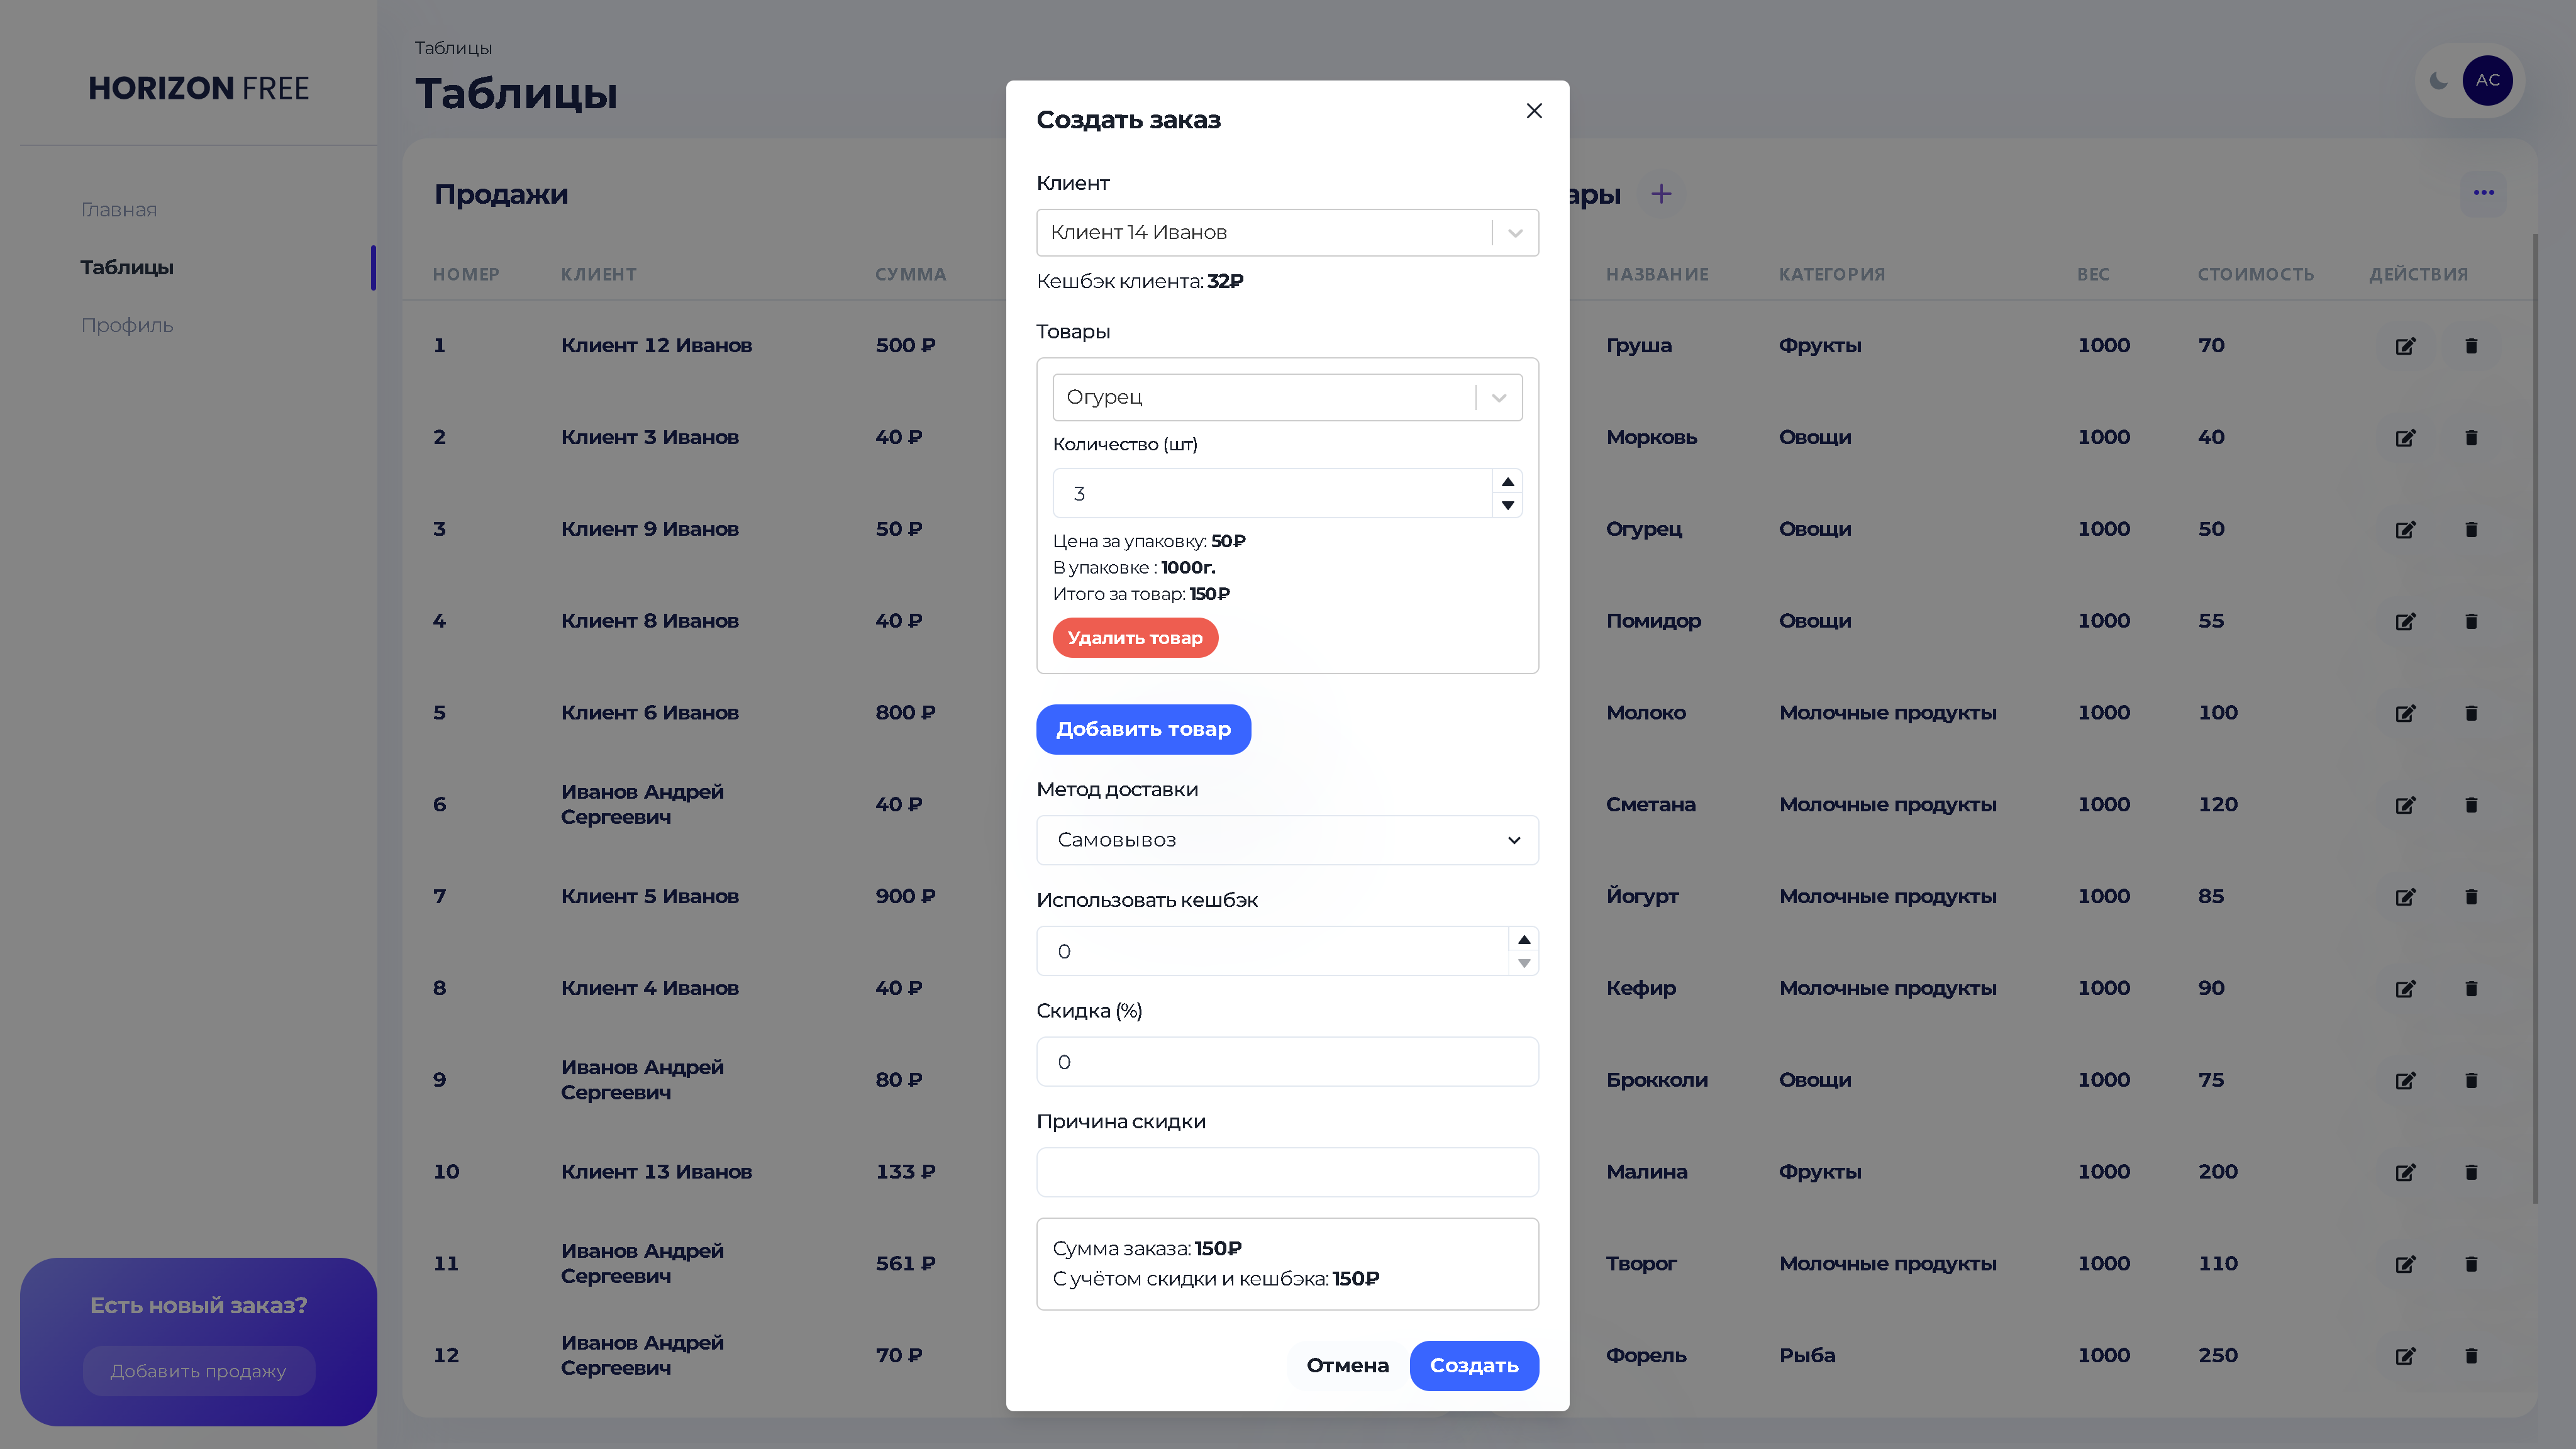 HORIZON FREE
Главная
Таблицы
Профиль
Есть новый заказ?
Добавить продажу
Таблицы
Таблицы
АС
Продажи
НОМЕР КЛИЕНТ СУММА
1 Клиент 12 Иванов 500 ₽
2 Клиент 3 Иванов 40 ₽
3 Клиент 9 Иванов 50 ₽
4 Клиент 8 Иванов 40 ₽
5 Клиент 6 Иванов 800 ₽
6 Иванов Андрей 40 ₽
Сергеевич
7 Клиент 5 Иванов 900 ₽
8 Клиент 4 Иванов 40 ₽
9 Иванов Андрей 80 ₽
Сергеевич
10 Клиент 13 Иванов 133 ₽
11 Иванов Андрей 561 ₽
Сергеевич
12 Иванов Андрей 70 ₽
Сергеевич
Создать заказ
Клиент
Клиент 14 Иванов
Кешбэк клиента: 32₽
Товары
Огурец
Количество (шт)
3
Цена за упаковку: 50₽
В упаковке : 1000г.
Итого за товар: 150₽
Удалить товар
Добавить товар
Метод доставки
Самовывоз
Использовать кешбэк
0
Скидка (%)
0
Причина скидки
Сумма заказа: 150₽
С учётом скидки и кешбэка: 150₽
Отмена Создать
ары +
НАЗВАНИЕ КАТЕГОРИЯ ВЕС СТОИМОСТЬ ДЕЙСТВИЯ
Груша Фрукты 1000 70
Морковь Овощи 1000 40
Огурец Овощи 1000 50
Помидор Овощи 1000 55
Молоко Молочные продукты 1000 100
Сметана Молочные продукты 1000 120
Йогурт Молочные продукты 1000 85
Кефир Молочные продукты 1000 90
Брокколи Овощи 1000 75
Малина Фрукты 1000 200
Творог Молочные продукты 1000 110
Форель Рыба 1000 250